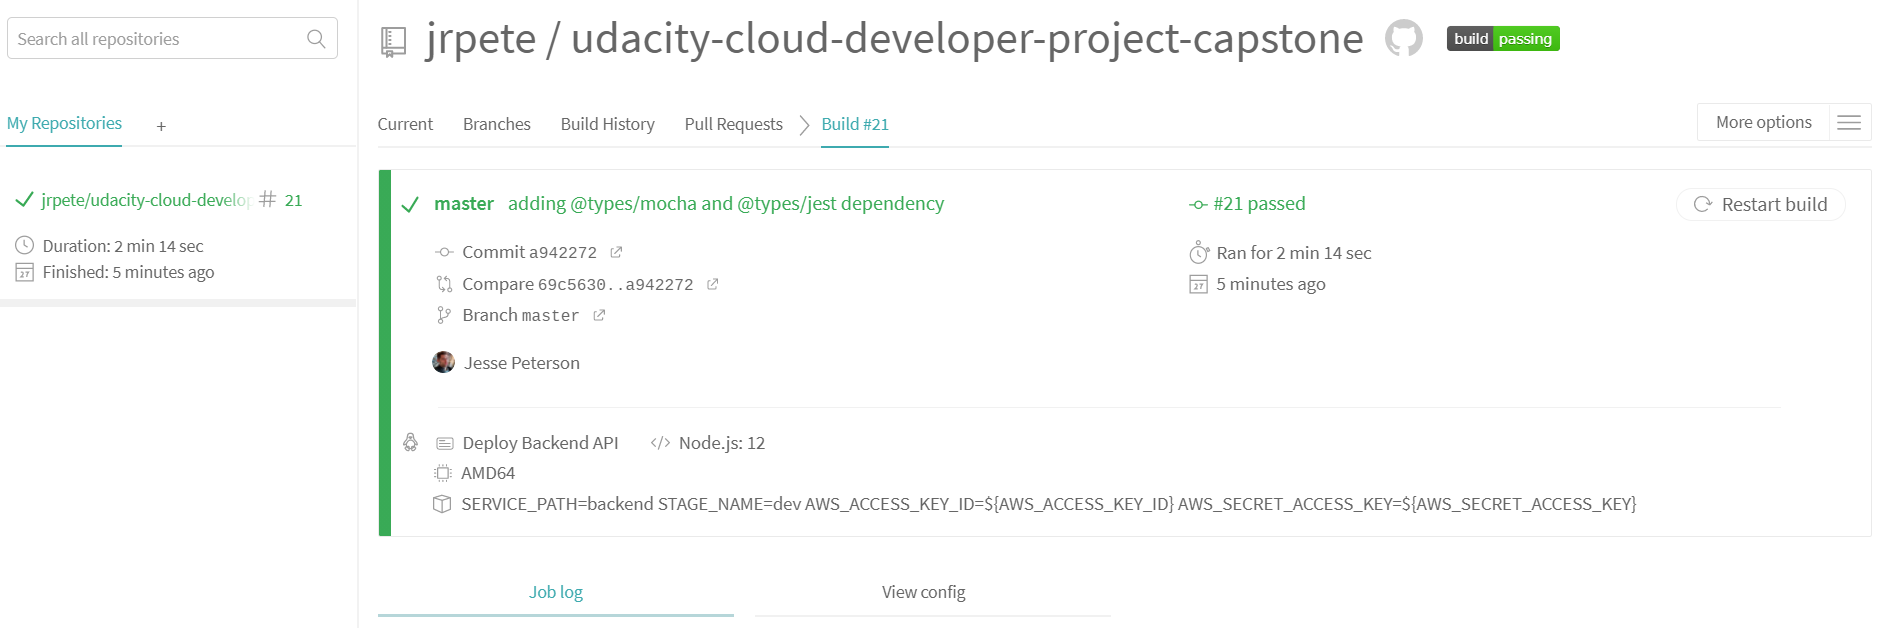 Search all repositories
My Repositories +
jrpete/udacity-cloud-develop # 21
Duration: 2 min 14 sec
27 Finished: 5 minutes ago
jrpete / udacity-cloud-developer-project-capstone build passing
Current Branches Build History Pull Requests Build #21 More options
master adding @types/mocha and @types/jest dependency #21 passed Restart build
Commit a942272 Ran for 2 min 14 sec
Compare 69c5630..a942272 27 5 minutes ago
Branch master
Jesse Peterson
Deploy Backend API </> Node.js: 12
AMD64
SERVICE_PATH=backend STAGE_NAME=dev AWS_ACCESS_KEY_ID=${AWS_ACCESS_KEY_ID} AWS_SECRET_ACCESS_KEY=${AWS_SECRET_ACCESS_KEY}
Job log View config